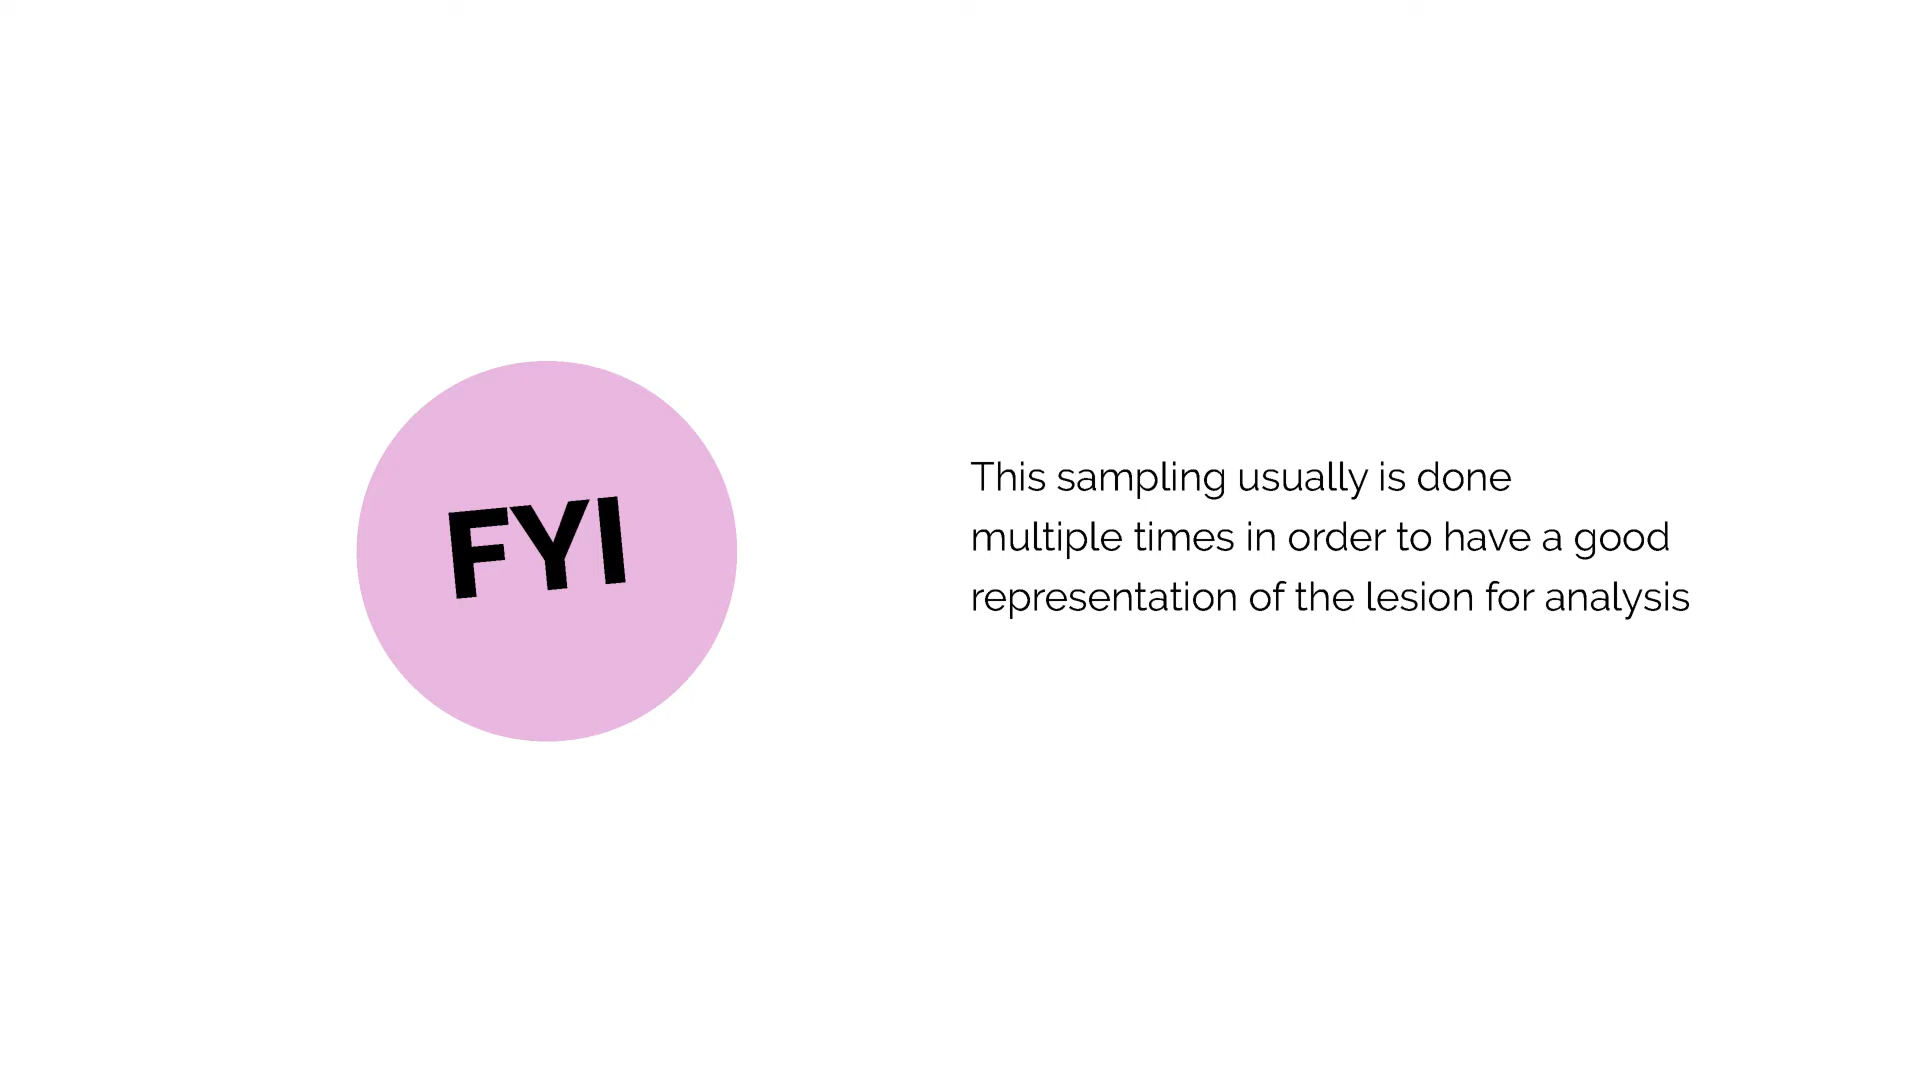 FYI
This sampling usually is done
multiple times in order to have a good
representation of the lesion for analysis